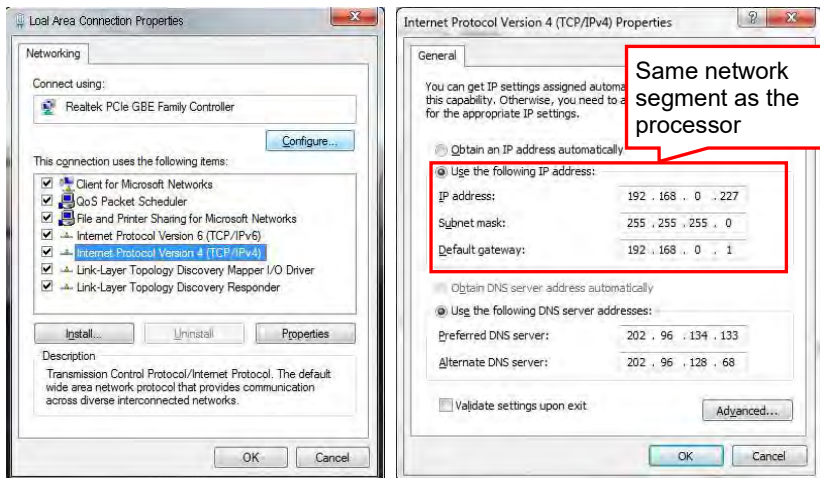 Loal Area Connection Properties
Networking
Connect using:
Realtek PCIe GBE Family Controller
Configure...
This connection uses the following items:
Client for Microsoft Networks
QoS Packet Scheduler
File and Printer Sharing for Microsoft Networks
Internet Protocol Version 6 (TCP/IPv6)
Internet Protocol Version 4 (TCP/IPv4)
Link-Layer Topology Discovery Mapper I/O Driver
Link-Layer Topology Discovery Responder
Install...
Uninstall
Properties
Description
Transmission Control Protocol/Internet Protocol. The default
wide area network protocol that provides communication
across diverse interconnected networks.
OK
Cancel
Internet Protocol Version 4 (TCP/IPv4) Properties
General
You can get IP settings assigned
this capability. Otherwise, you need to
for the appropriate IP settings.
Same network
segment as the
processor
Obtain an IP address automatically
Use the following IP address:
IP address: 192 . 168 . 0 . 227
Subnet mask: 255 . 255 . 255 . 0
Default gateway: 192 . 168 . 0 . 1
Obtain DNS server address automatically
Use the following DNS server addresses:
Preferred DNS server: 202 . 96 . 134 . 133
Alternate DNS server: 202 . 96 . 128 . 68
Validate settings upon exit
Advanced...
OK
Cancel